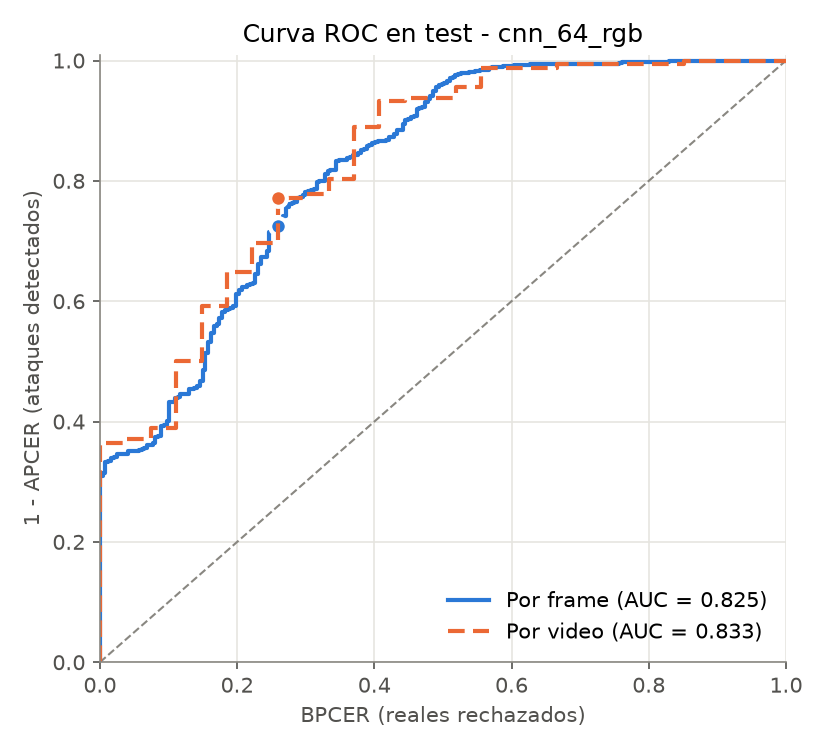 Curva ROC en test - cnn_64_rgb
1 - APCER (ataques detectados)
1.0
0.8
0.6
0.4
0.2
0.0
Por frame (AUC = 0.825)
Por video (AUC = 0.833)
0.0 0.2 0.4 0.6 0.8 1.0
BPCER (reales rechazados)